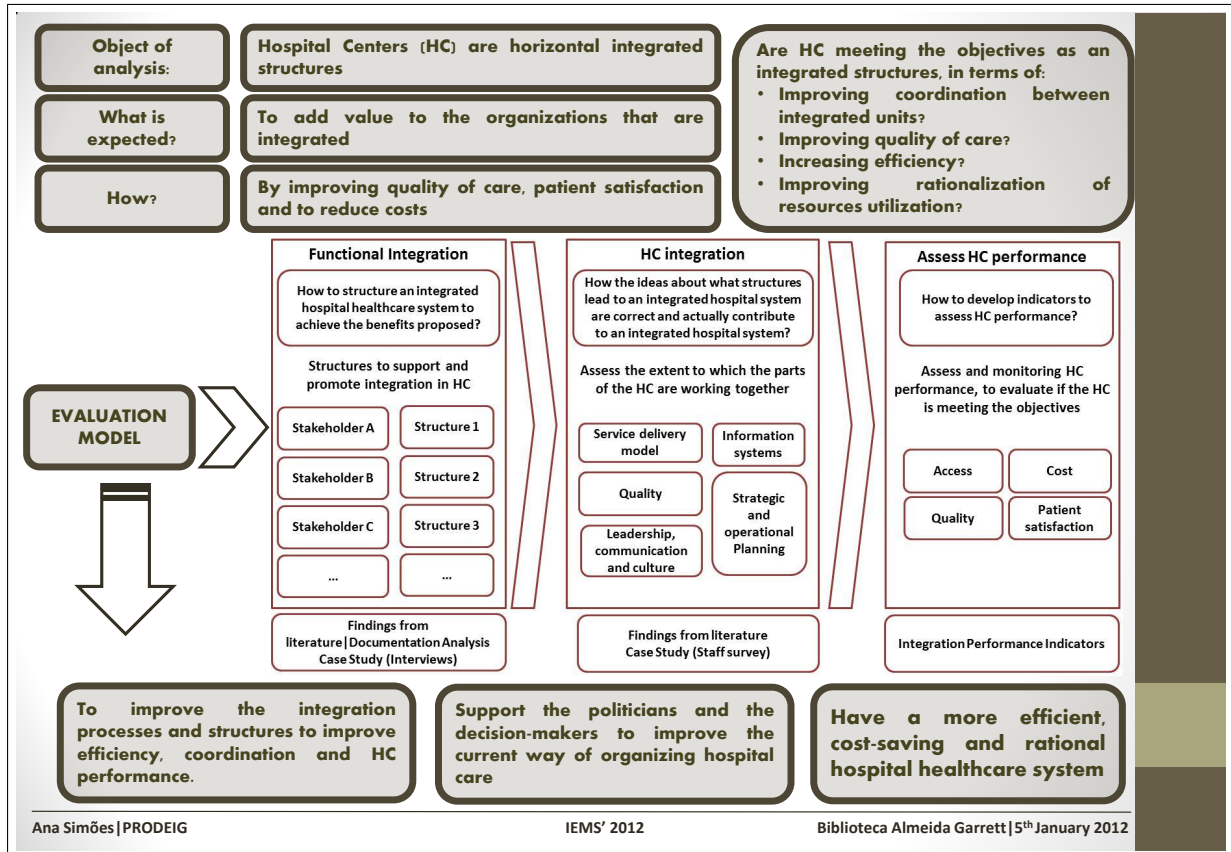 Object of
analysis:
Hospital Centers (HC) are horizontal integrated
structures
What is
expected?
To add value to the organizations that are
integrated
How?
By improving quality of care, patient satisfaction
and to reduce costs
Are HC meeting the objectives as an
integrated structures, in terms of:
• Improving coordination between
integrated units?
• Improving quality of care?
• Increasing efficiency?
• Improving rationalization of
resources utilization?
EVALUATION
MODEL
Functional Integration
How to structure an integrated
hospital healthcare system to
achieve the benefits proposed?
Structures to support and
promote integration in HC
Stakeholder A
Structure 1
Stakeholder B
Structure 2
Stakeholder C
Structure 3
...
...
Findings from
literature|Documentation Analysis
Case Study (Interviews)
HC integration
How the ideas about what structures
lead to an integrated hospital system
are correct and actually contribute
to an integrated hospital system?
Assess the extent to which the parts
of the HC are working together
Service delivery
model
Information
systems
Quality
Strategic
and
operational
Planning
Leadership,
communication
and culture
Findings from literature
Case Study (Staff survey)
Assess HC performance
How to develop indicators to
assess HC performance?
Assess and monitoring HC
performance, to evaluate if the HC
is meeting the objectives
Access
Cost
Quality
Patient
satisfaction
Integration Performance Indicators
To improve the integration
processes and structures to improve
efficiency, coordination and HC
performance.
Support the politicians and the
decision-makers to improve the
current way of organizing hospital
care
Have a more efficient,
cost-saving and rational
hospital healthcare system
Ana Simões|PRODEIG
IEMS' 2012
Biblioteca Almeida Garrett|5th January 2012